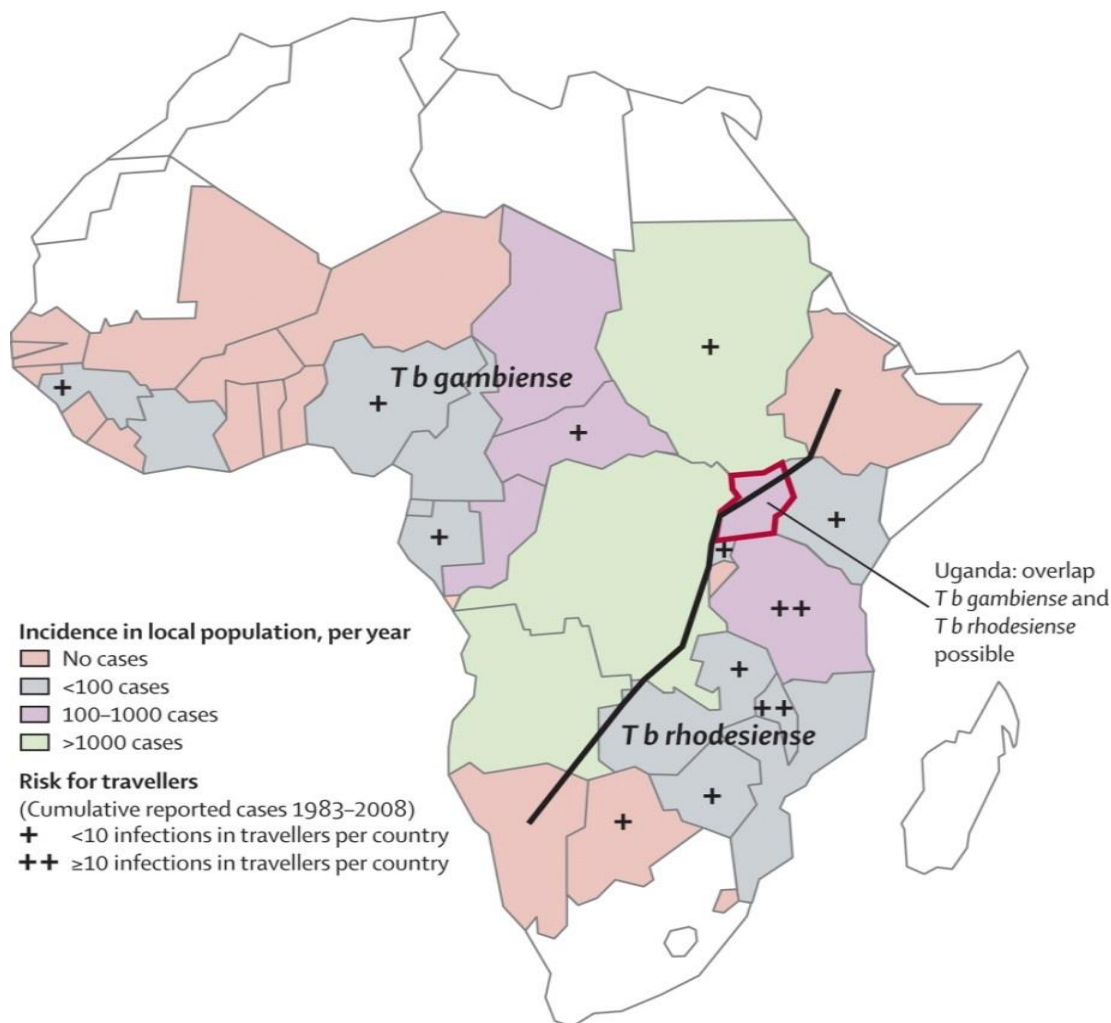 T b gambiense
Uganda: overlap
T b gambiense and
T b rhodesiense
possible
T b rhodesiense
Incidence in local population, per year
No cases
<100 cases
100–1000 cases
>1000 cases
Risk for travellers
(Cumulative reported cases 1983–2008)
+ <10 infections in travellers per country
++ ≥10 infections in travellers per country